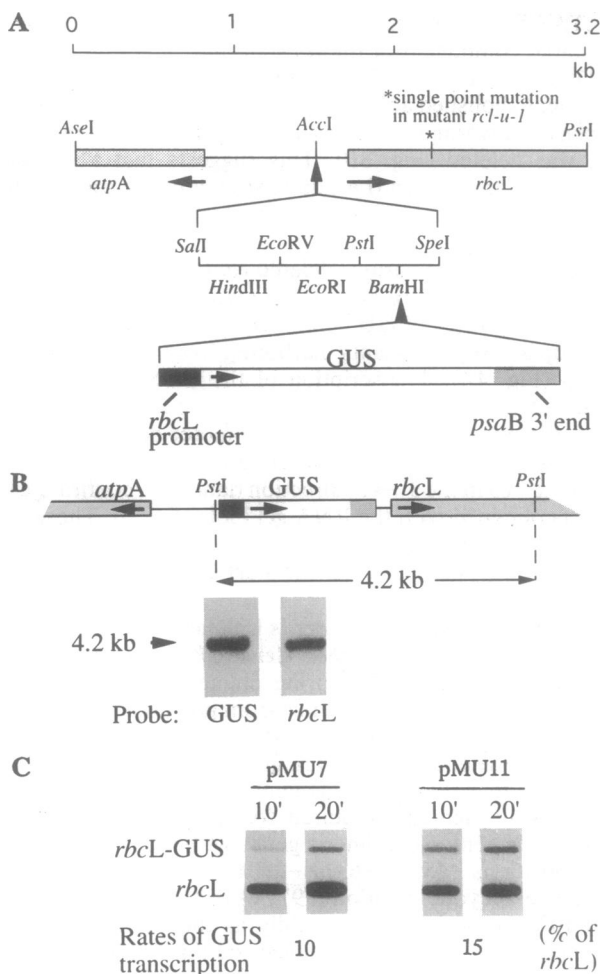 A
0 1 2 3.2
kb
*single point mutation
in mutant rcl-u-1
*
AseI AccI PstI
atpA rbcL
SalI EcoRV PstI SpeI
HindIII EcoRI BamHI
GUS
rbcL
promoter
psaB 3' end
B
atpA PstI GUS rbcL PstI
4.2 kb
4.2 kb
Probe: GUS rbcL
C
pMU7 pMU11
10' 20' 10' 20'
rbcL-GUS
rbcL
Rates of GUS
transcription
10 15
(% of
rbcL)